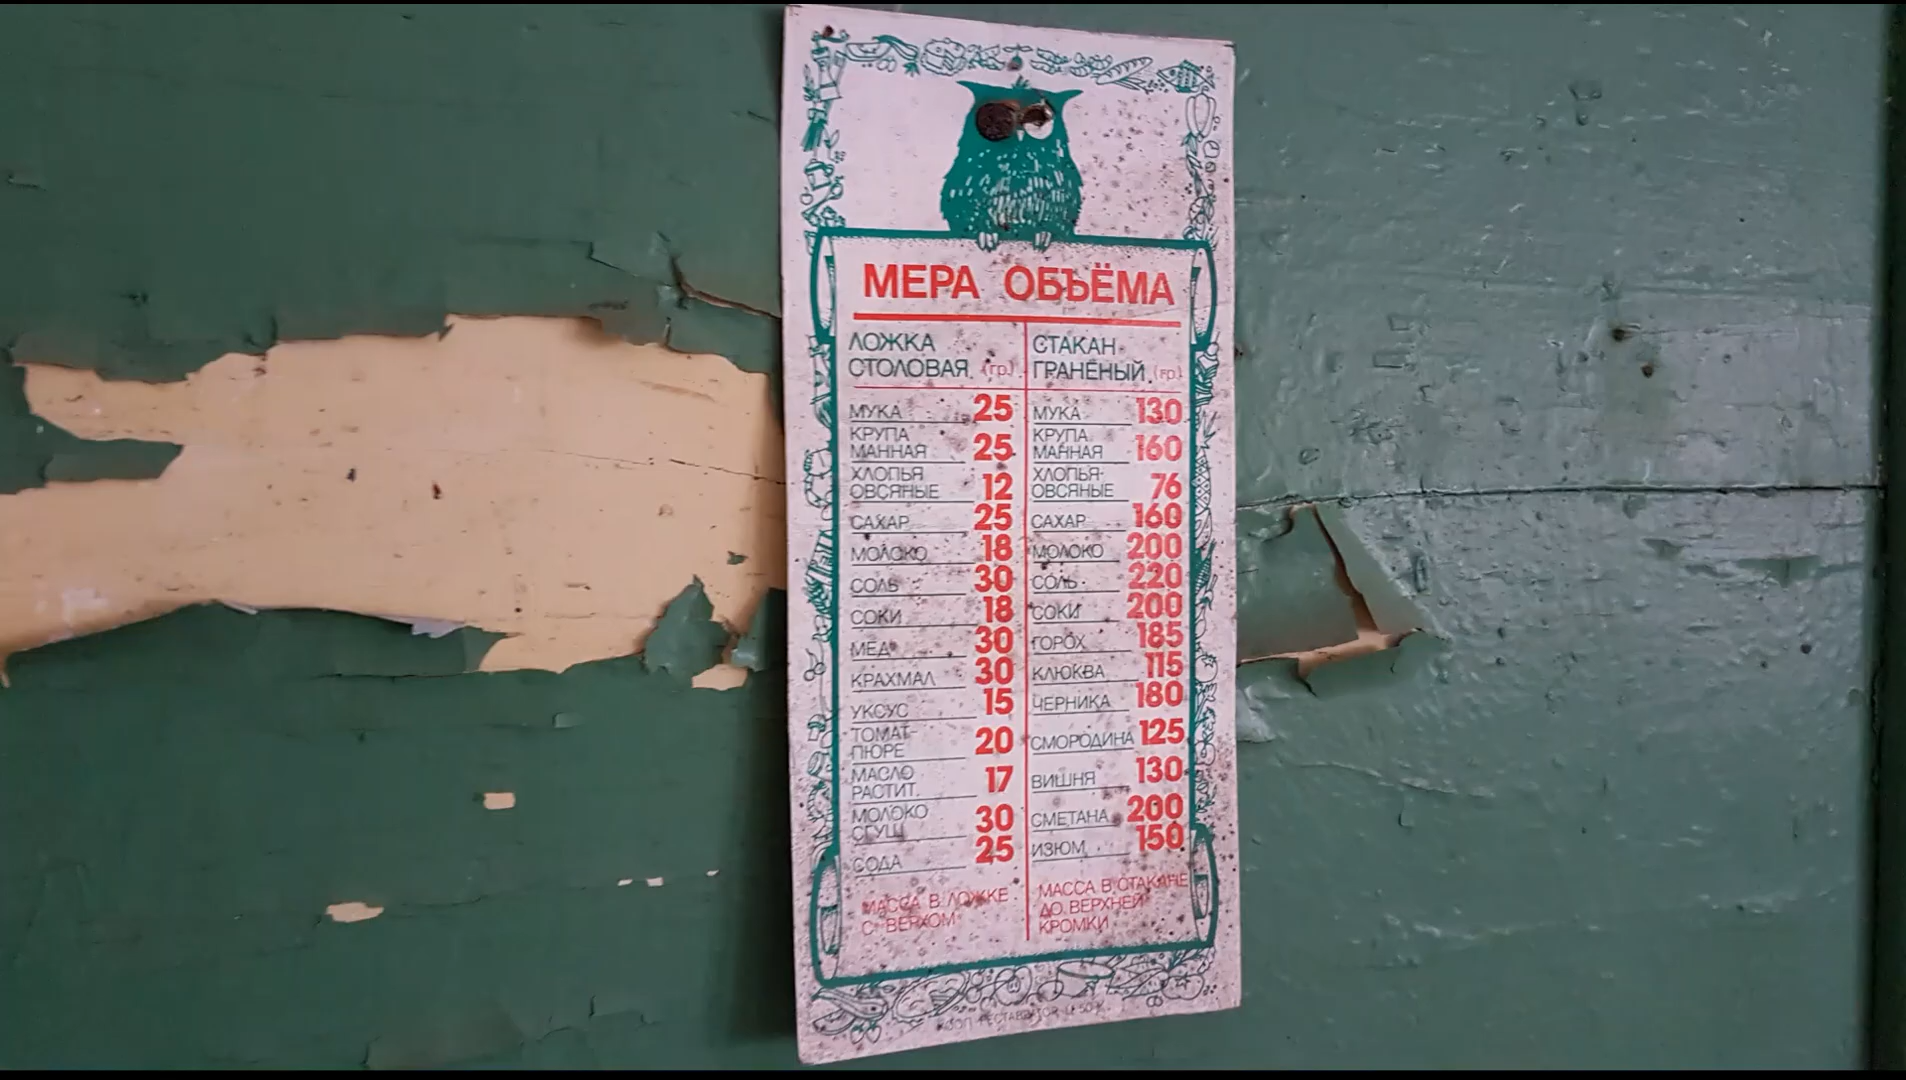 МЕРА ОБЪЁМА
ЛОЖКА
СТОЛОВАЯ (гр.)
МУКА 25
КРУПА
МАННАЯ 25
ХЛОПЬЯ
ОВСЯНЫЕ 12
САХАР 25
МОЛОКО 18
СОЛЬ 30
СОКИ 18
МЁД 30
КРАХМАЛ 30
УКСУС 15
ТОМАТ-
ПЮРЕ 20
МАСЛО
РАСТИТ. 17
МОЛОКО
СГУЩ. 30
СОДА 25
МАССА В ЛОЖКЕ
С ВЕРХОМ
СТАКАН
ГРАНЁНЫЙ (гр.)
МУКА 130
КРУПА
МАННАЯ 160
ХЛОПЬЯ
ОВСЯНЫЕ 76
САХАР 160
МОЛОКО 200
СОЛЬ 220
СОКИ 200
ГОРОХ 185
КЛЮКВА 115
ЧЕРНИКА 180
СМОРОДИНА 125
ВИШНЯ 130
СМЕТАНА 200
ИЗЮМ 150
МАССА В СТАКАНЕ
ДО ВЕРХНЕЙ
КРОМКИ